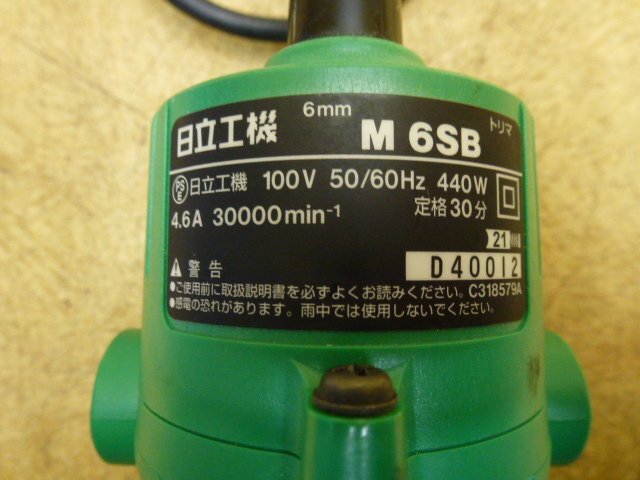 日立工機 6mm M 6SB トリマ
PSE 日立工機 100V 50/60Hz 440W
4.6A 30000min-1 定格30分
21
⚠ 警告 D40012
●ご使用前に取扱説明書を必ずよくお読みください。C318579A
●感電の恐れがあります。雨中では使用しないでください。